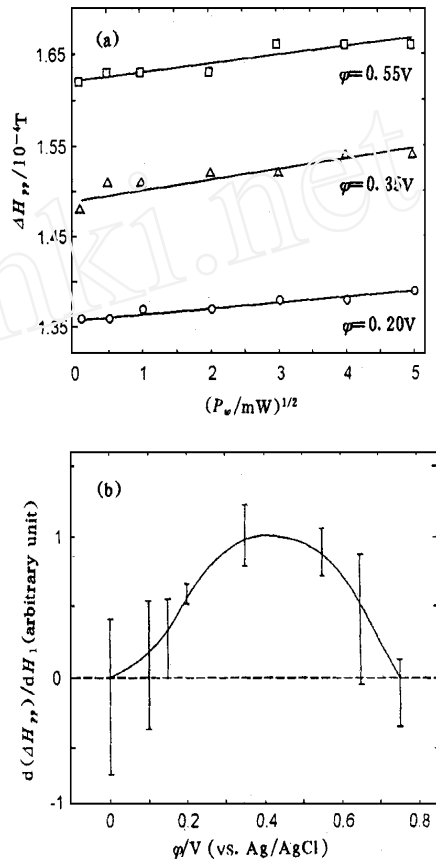 (a)
1.65
φ=0.55V
1.55
ΔH_pp/10⁻⁴T
φ=0.35V
1.45
nki.net
1.35
φ=0.20V
0 1 2 3 4 5
(P_w/mW)^1/2
(b)
1
d(ΔH_pp)/dH_1(arbitrary unit)
0
-1
0 0.2 0.4 0.6 0.8
φ/V (vs. Ag/AgCl)